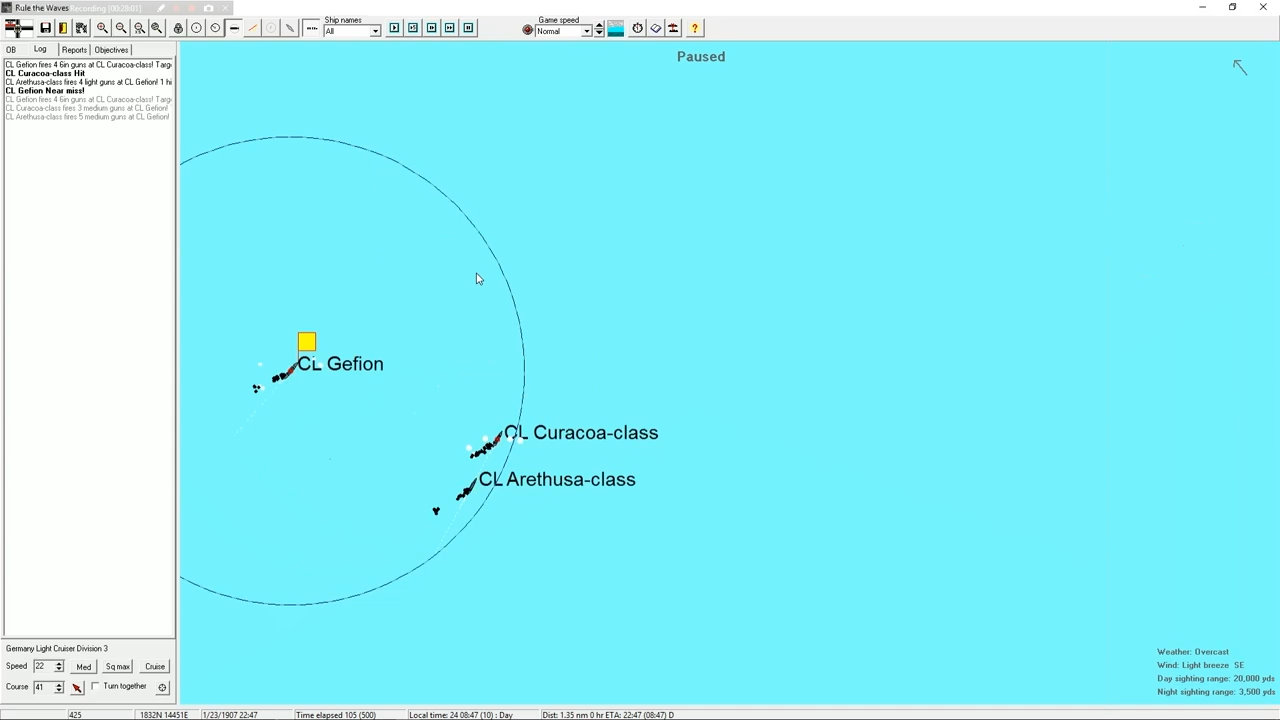 Rule the Waves Recording [00:28:01]
Ship names
All
Game speed
Normal
OB Log Reports Objectives
CL Gefion fires 4 6in guns at CL Curacoa-class! Targ
CL Curacoa-class Hit
CL Arethusa-class fires 4 light guns at CL Gefion! 1 hi
CL Gefion Near miss!
CL Gefion fires 4 6in guns at CL Curacoa-class! Targ
CL Curacoa-class fires 3 medium guns at CL Gefion!
CL Arethusa-class fires 5 medium guns at CL Gefion!
Paused
CL Gefion
CL Curacoa-class
CL Arethusa-class
Germany Light Cruiser Division 3
Speed 22 Med Sq max Cruise
Course 41 Turn together
Weather: Overcast
Wind: Light breeze SE
Day sighting range: 20,000 yds
Night sighting range: 3,500 yds
425 1832N 14451E 1/23/1907 22:47 Time elapsed 105 (500) Local time: 24 08:47 (10) : Day Dist: 1.35 nm 0 hr ETA: 22:47 (08:47) D